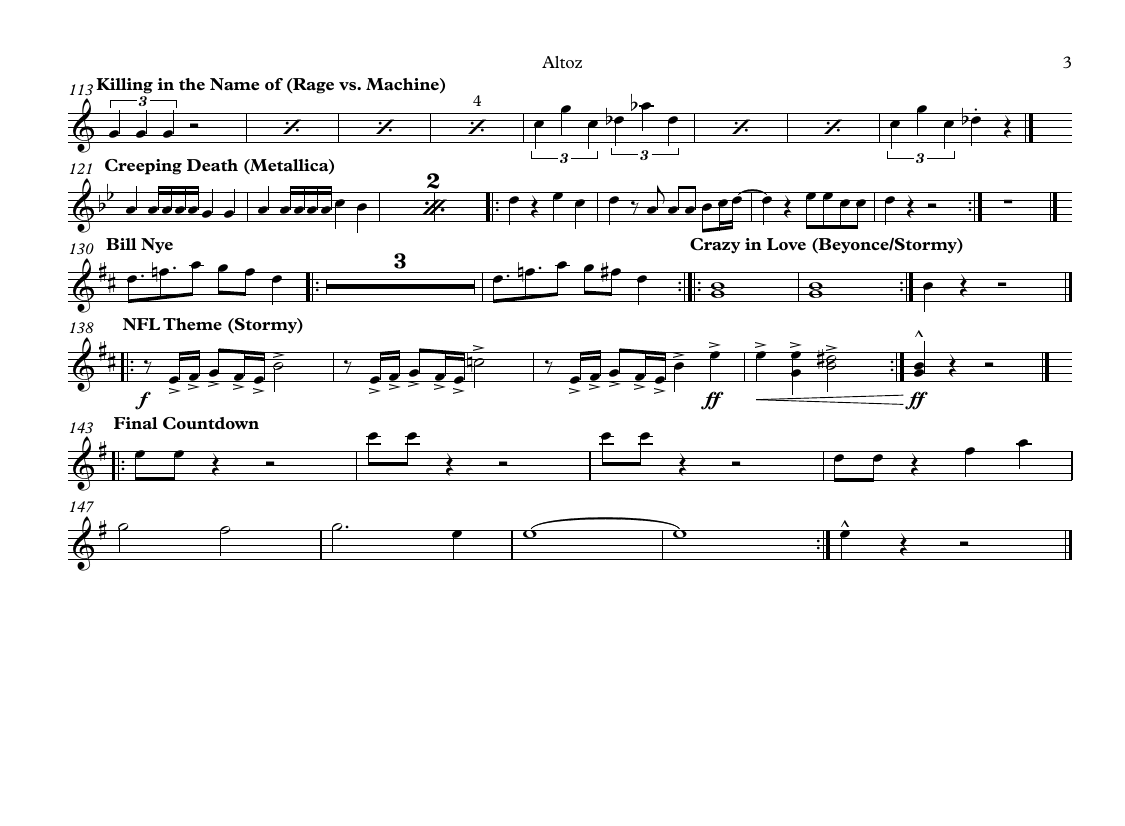 Altoz 3
113 Killing in the Name of (Rage vs. Machine)
3 4
3 3 3
121 Creeping Death (Metallica)
2
130 Bill Nye Crazy in Love (Beyonce/Stormy)
3
138 NFL Theme (Stormy)
f ff ff
143 Final Countdown
147